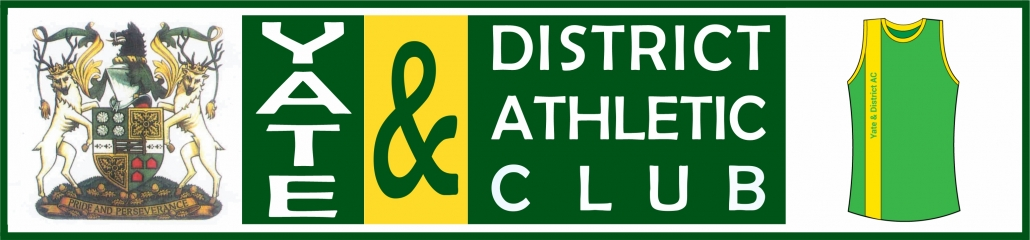 PRIDE AND PERSEVERANCE
YATE
&
DISTRICT
ATHLETIC
CLUB
Yate & District AC